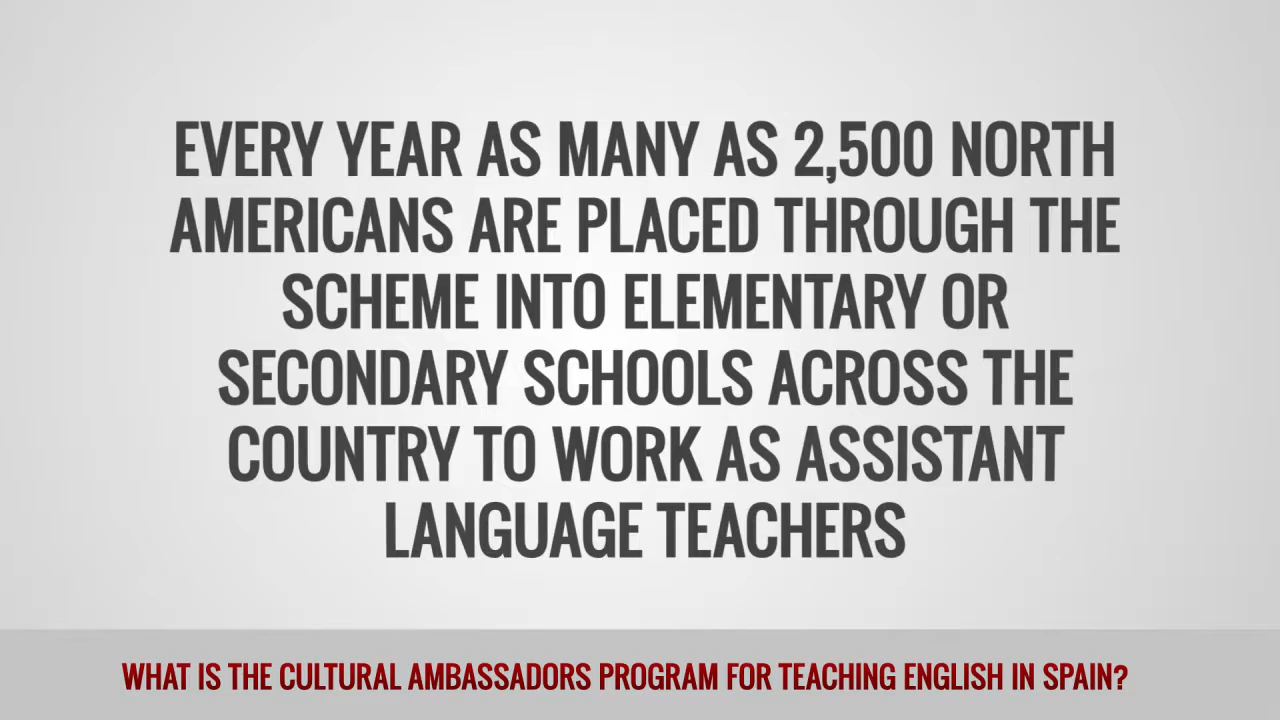 EVERY YEAR AS MANY AS 2,500 NORTH
AMERICANS ARE PLACED THROUGH THE
SCHEME INTO ELEMENTARY OR
SECONDARY SCHOOLS ACROSS THE
COUNTRY TO WORK AS ASSISTANT
LANGUAGE TEACHERS
WHAT IS THE CULTURAL AMBASSADORS PROGRAM FOR TEACHING ENGLISH IN SPAIN?